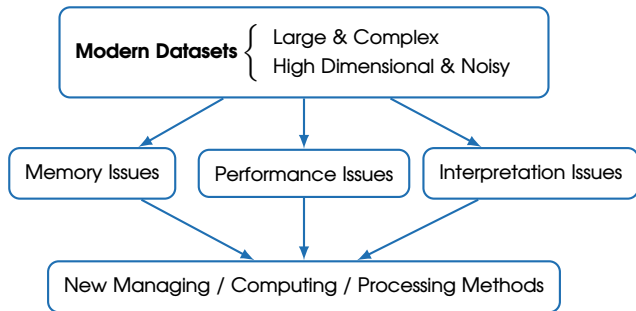 Modern Datasets
Large & Complex
High Dimensional & Noisy
Memory Issues
Performance Issues
Interpretation Issues
New Managing / Computing / Processing Methods